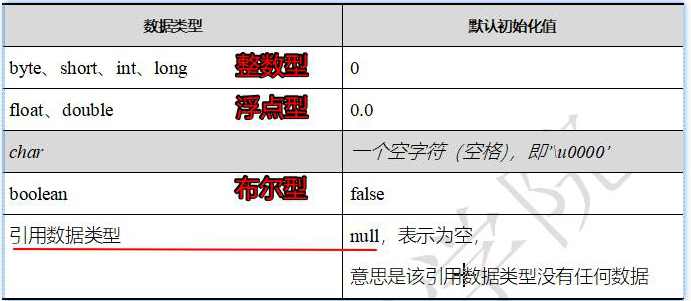 数据类型 默认初始化值
byte、short、int、long 整数型 0
float、double 浮点型 0.0
char 一个空字符（空格），即’\u0000’
boolean 布尔型 false
引用数据类型 null，表示为空，
意思是该引用数据类型没有任何数据
学院